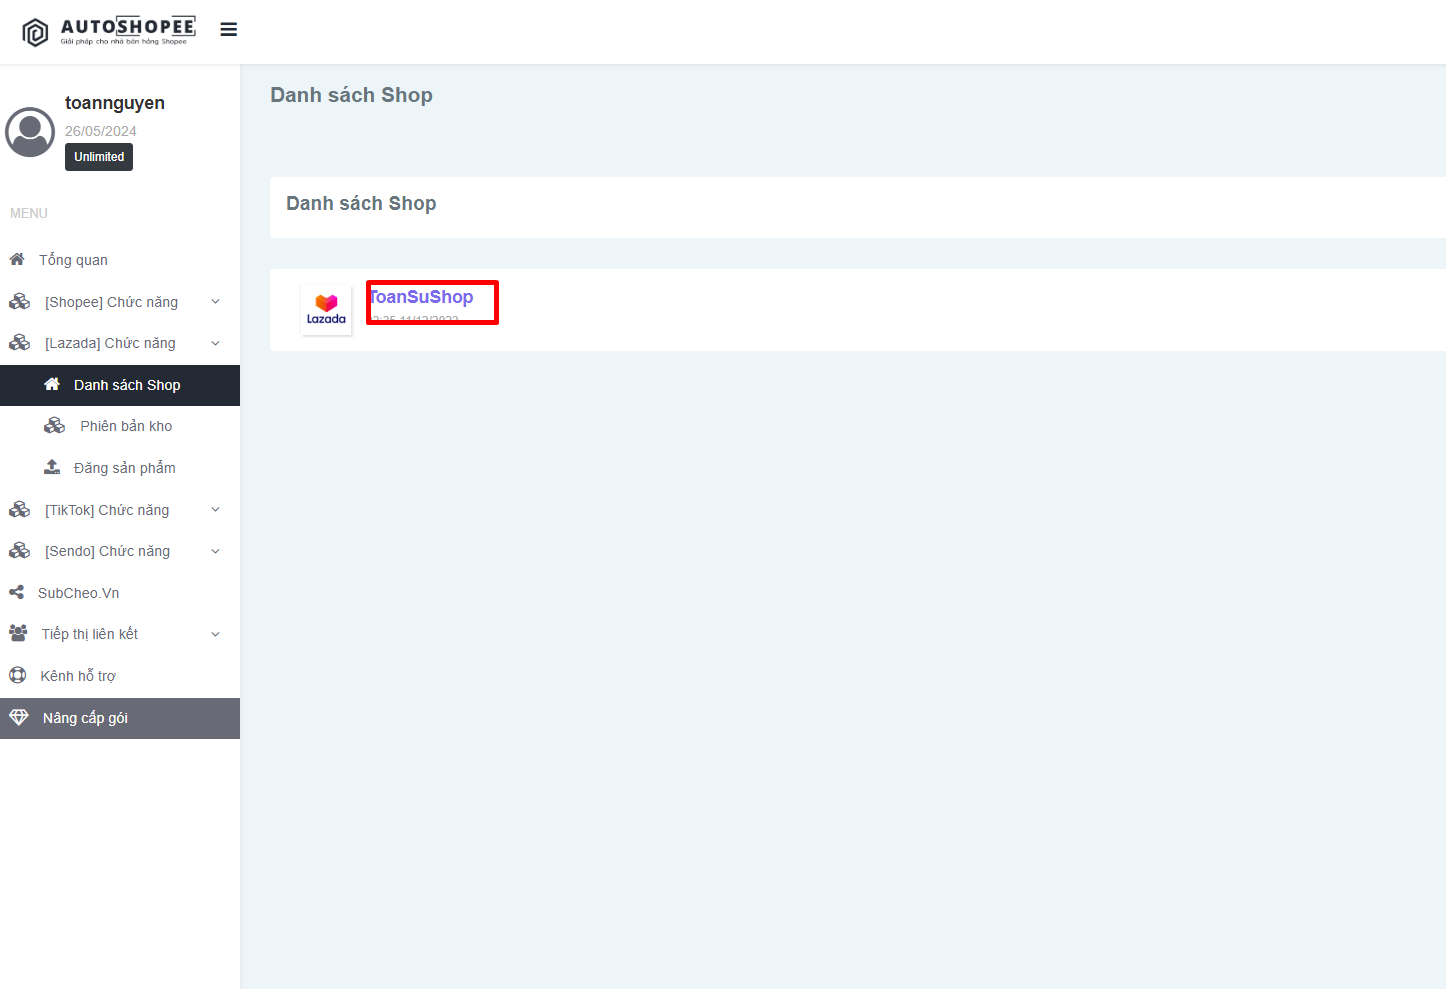 AUTOSHOPEE
Giải pháp cho nhà bán hàng Shopee
toannguyen
26/05/2024
Unlimited
MENU
Tổng quan
[Shopee] Chức năng
[Lazada] Chức năng
Danh sách Shop
Phiên bản kho
Đăng sản phẩm
[TikTok] Chức năng
[Sendo] Chức năng
SubCheo.Vn
Tiếp thị liên kết
Kênh hỗ trợ
Nâng cấp gói
Danh sách Shop
Danh sách Shop
Lazada
ToanSuShop